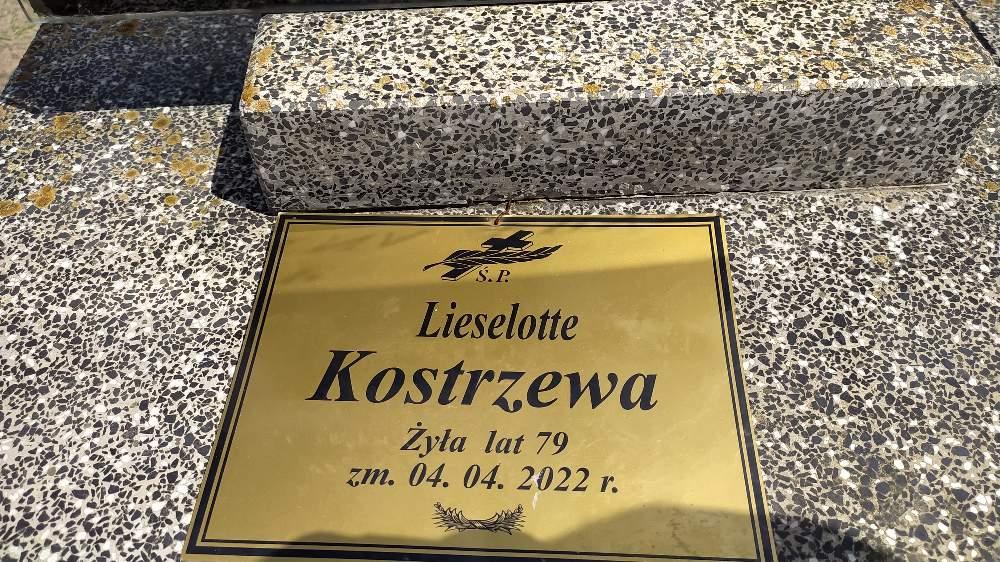 Ś.P.
Lieselotte
Kostrzewa
Żyła lat 79
zm. 04. 04. 2022 r.